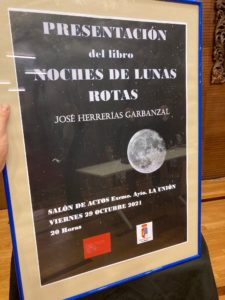 PRESENTACIÓN
del libro
NOCHES DE LUNAS
ROTAS
JOSÉ HERRERÍAS GARBANZAL
SALÓN DE ACTOS Excmo. Ayto. LA UNIÓN
VIERNES 29 OCTUBRE 2021
20 Horas